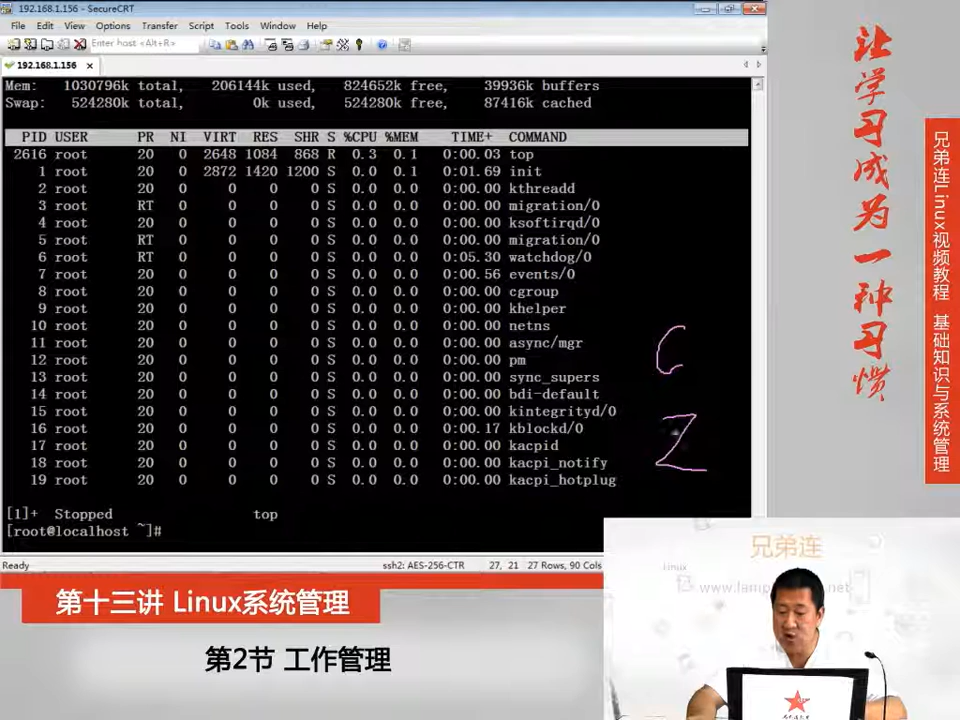 192.168.1.156 - SecureCRT
File Edit View Options Transfer Script Tools Window Help
Enter host <Alt+R>
192.168.1.156
Mem: 1030796k total, 206144k used, 824652k free, 39936k buffers
Swap: 524280k total, 0k used, 524280k free, 87416k cached
PID USER PR NI VIRT RES SHR S %CPU %MEM TIME+ COMMAND
2616 root 20 0 2648 1084 868 R 0.3 0.1 0:00.03 top
1 root 20 0 2872 1420 1200 S 0.0 0.1 0:01.69 init
2 root 20 0 0 0 0 S 0.0 0.0 0:00.00 kthreadd
3 root RT 0 0 0 0 S 0.0 0.0 0:00.00 migration/0
4 root 20 0 0 0 0 S 0.0 0.0 0:00.00 ksoftirqd/0
5 root RT 0 0 0 0 S 0.0 0.0 0:00.00 migration/0
6 root RT 0 0 0 0 S 0.0 0.0 0:05.30 watchdog/0
7 root 20 0 0 0 0 S 0.0 0.0 0:00.56 events/0
8 root 20 0 0 0 0 S 0.0 0.0 0:00.00 cgroup
9 root 20 0 0 0 0 S 0.0 0.0 0:00.00 khelper
10 root 20 0 0 0 0 S 0.0 0.0 0:00.00 netns
11 root 20 0 0 0 0 S 0.0 0.0 0:00.00 async/mgr
12 root 20 0 0 0 0 S 0.0 0.0 0:00.00 pm
13 root 20 0 0 0 0 S 0.0 0.0 0:00.00 sync_supers
14 root 20 0 0 0 0 S 0.0 0.0 0:00.00 bdi-default
15 root 20 0 0 0 0 S 0.0 0.0 0:00.00 kintegrityd/0
16 root 20 0 0 0 0 S 0.0 0.0 0:00.17 kblockd/0
17 root 20 0 0 0 0 S 0.0 0.0 0:00.00 kacpid
18 root 20 0 0 0 0 S 0.0 0.0 0:00.00 kacpi_notify
19 root 20 0 0 0 0 S 0.0 0.0 0:00.00 kacpi_hotplug
[1]+ Stopped top
[root@localhost ~]#
C
Z
Ready ssh2: AES-256-CTR 27, 21 27 Rows, 90 Cols
让学习成为一种习惯
兄弟连Linux视频教程 基础知识与系统管理
第十三讲 Linux系统管理
第2节 工作管理
兄弟连
Linux